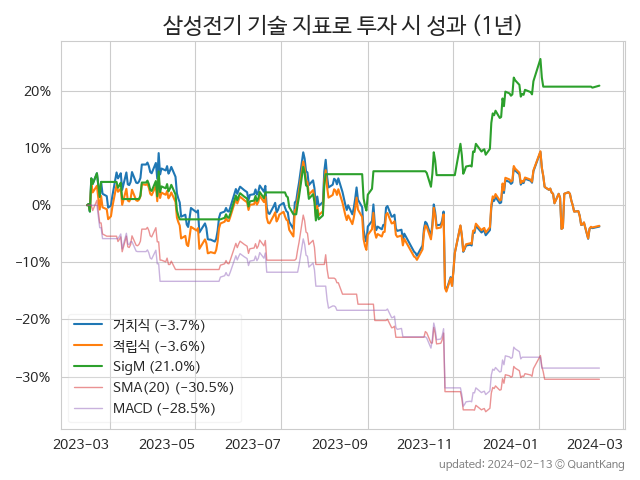 삼성전기 기술 지표로 투자 시 성과 (1년)
20%
10%
0%
−10%
−20%
−30%
거치식 (−3.7%)
적립식 (−3.6%)
SigM (21.0%)
SMA(20) (−30.5%)
MACD (−28.5%)
2023-03 2023-05 2023-07 2023-09 2023-11 2024-01 2024-03
updated: 2024-02-13 ⓒ QuantKang